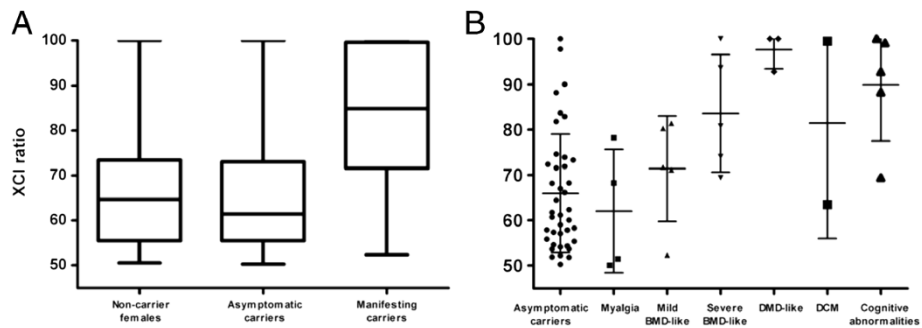 A
XCI ratio
100
90
80
70
60
50
Non-carrier
females
Asymptomatic
carriers
Manifesting
carriers
B
100
90
80
70
60
50
Asymptomatic
carriers
Myalgia
Mild
BMD-like
Severe
BMD-like
DMD-like
DCM
Cognitive
abnormalities